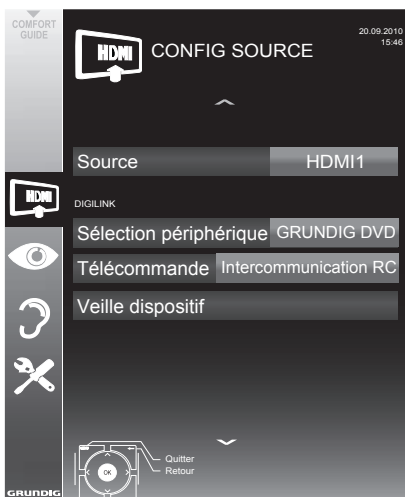 COMFORT
GUIDE
HDMI
CONFIG SOURCE
20.09.2010
15:46
Source HDMI1
HDMI
DIGILINK
Sélection périphérique GRUNDIG DVD
Télécommande Intercommunication RC
Veille dispositif
Quitter
Retour
OK
GRUNDIG